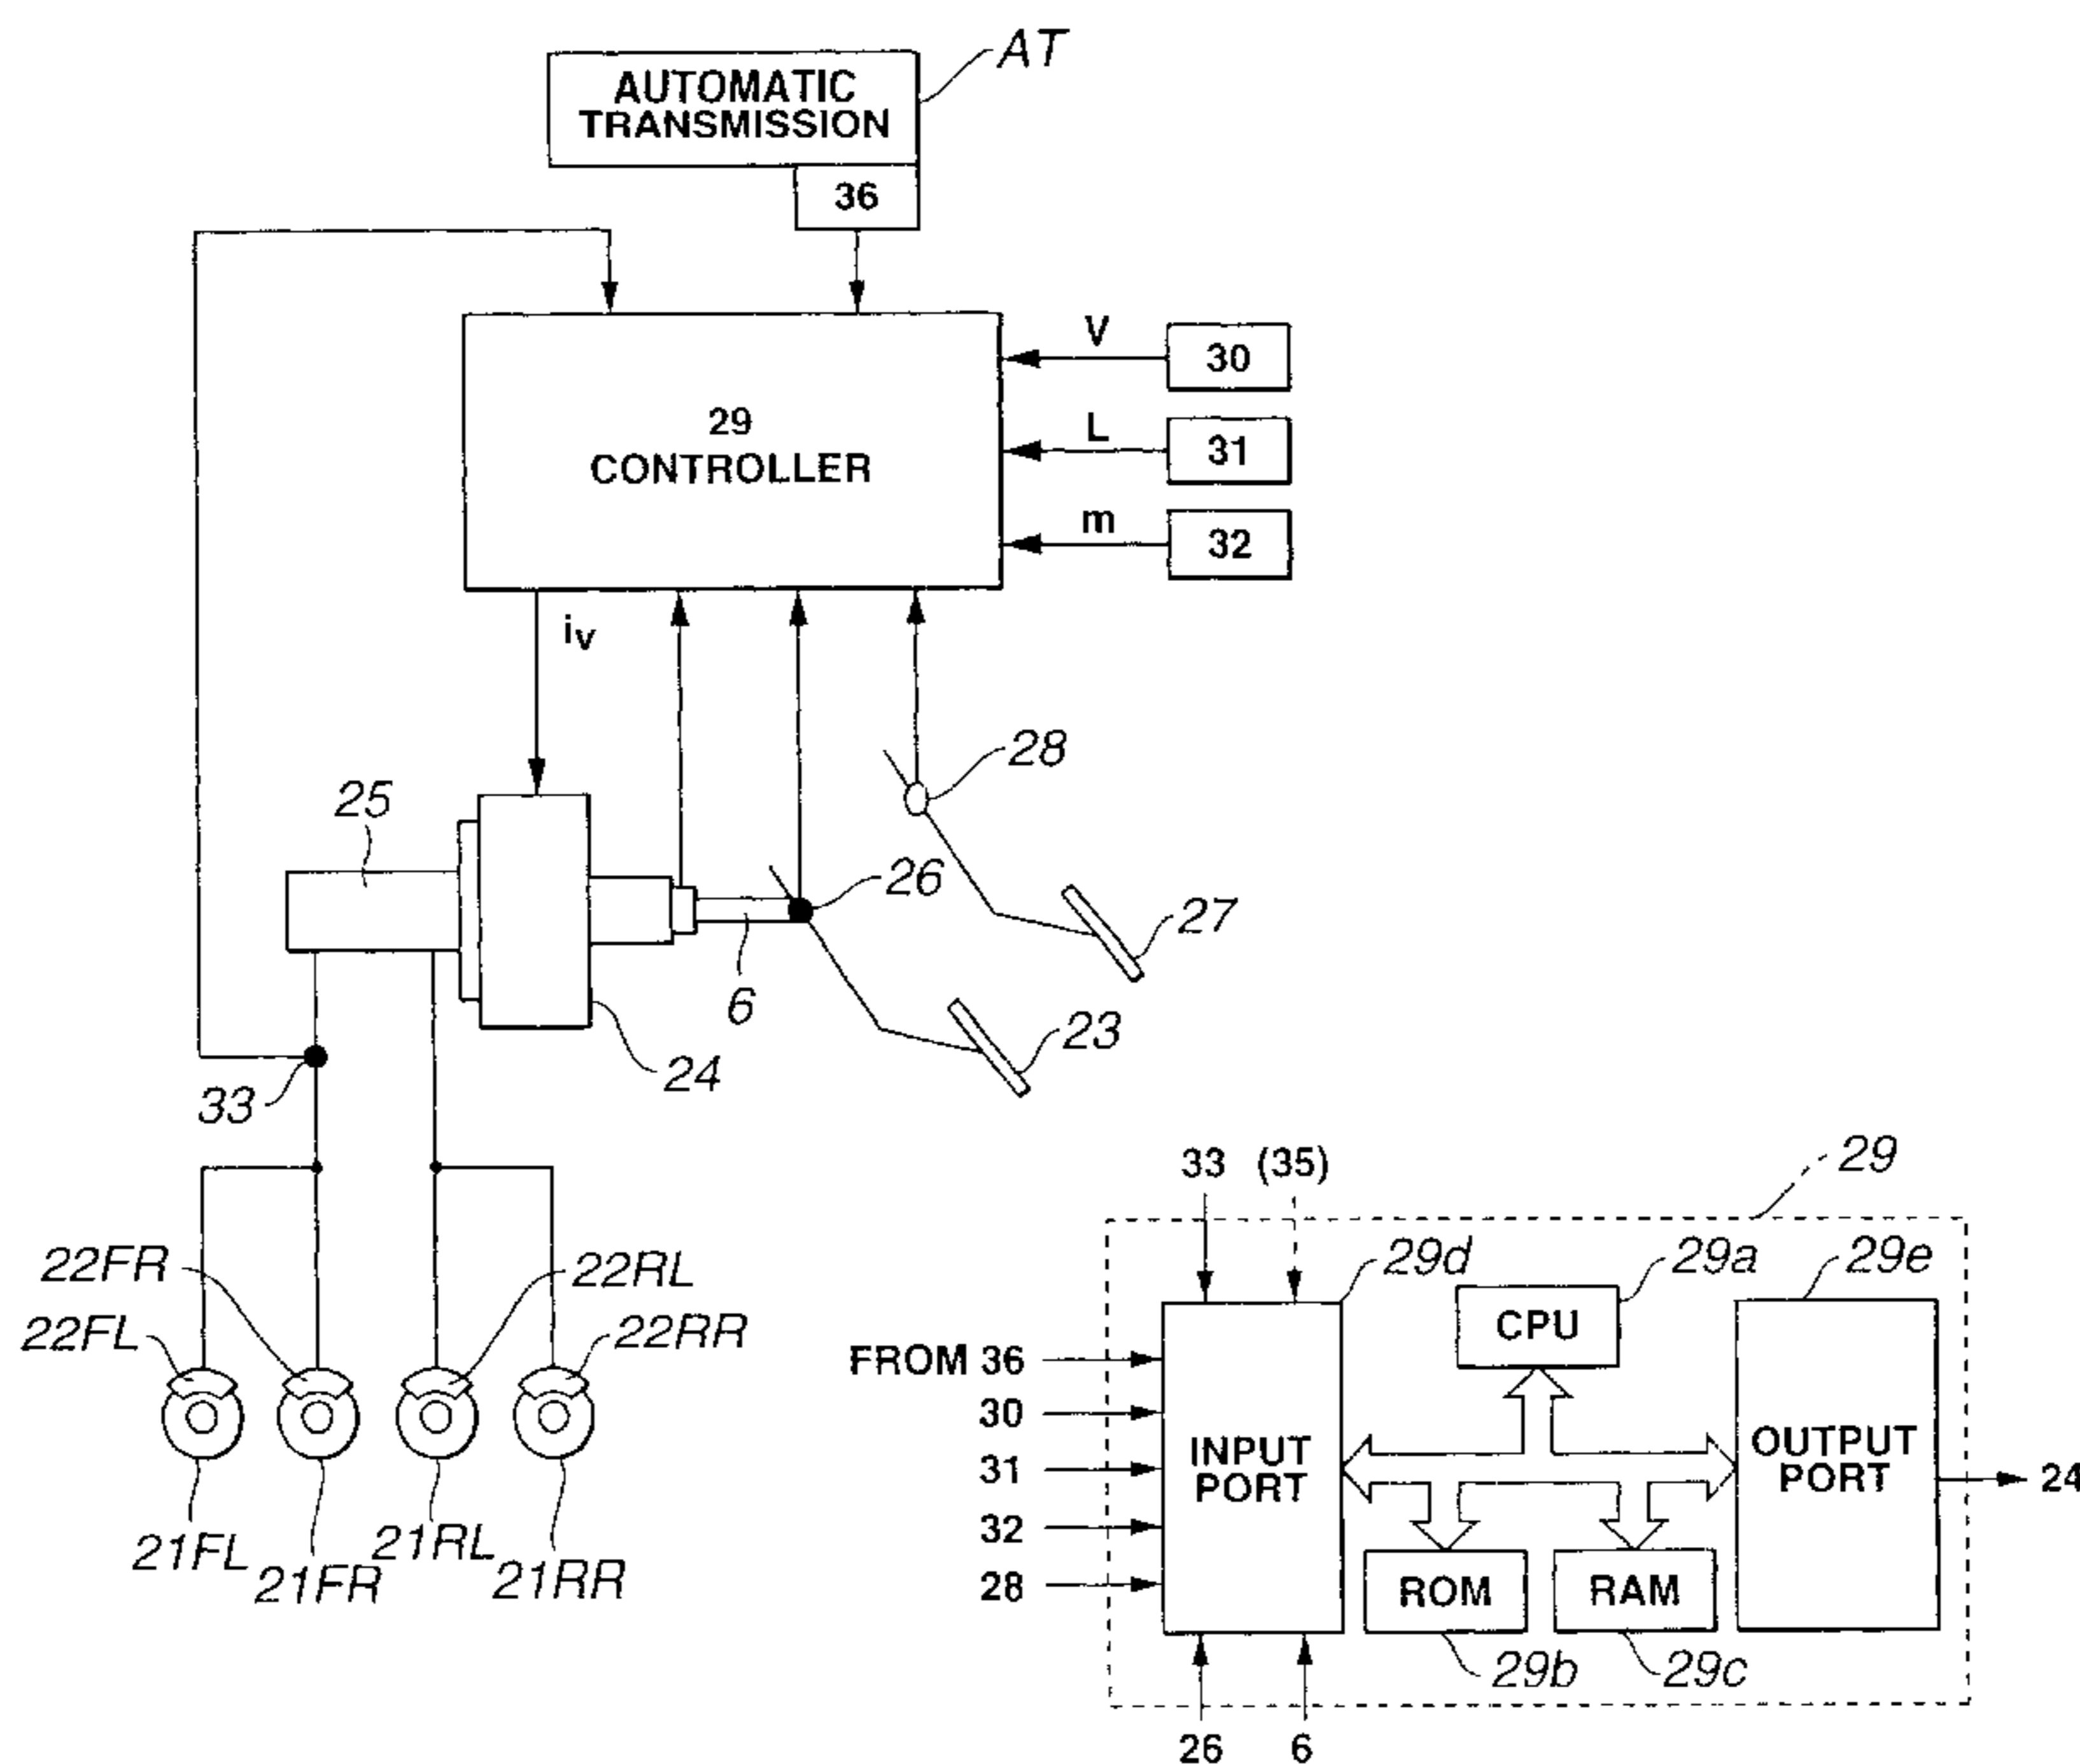 AT
AUTOMATIC
TRANSMISSION
36
V
30
29
CONTROLLER
L
31
m
32
iv
28
25
26
27
6
23
24
33
33 (35)
29
22FR
22RL
29d
29a
29e
22FL
22RR
CPU
FROM 36
30
INPUT
PORT
OUTPUT
PORT
31
24
32
21FL
21FR
21RL
21RR
28
ROM
RAM
29b
29c
26
6